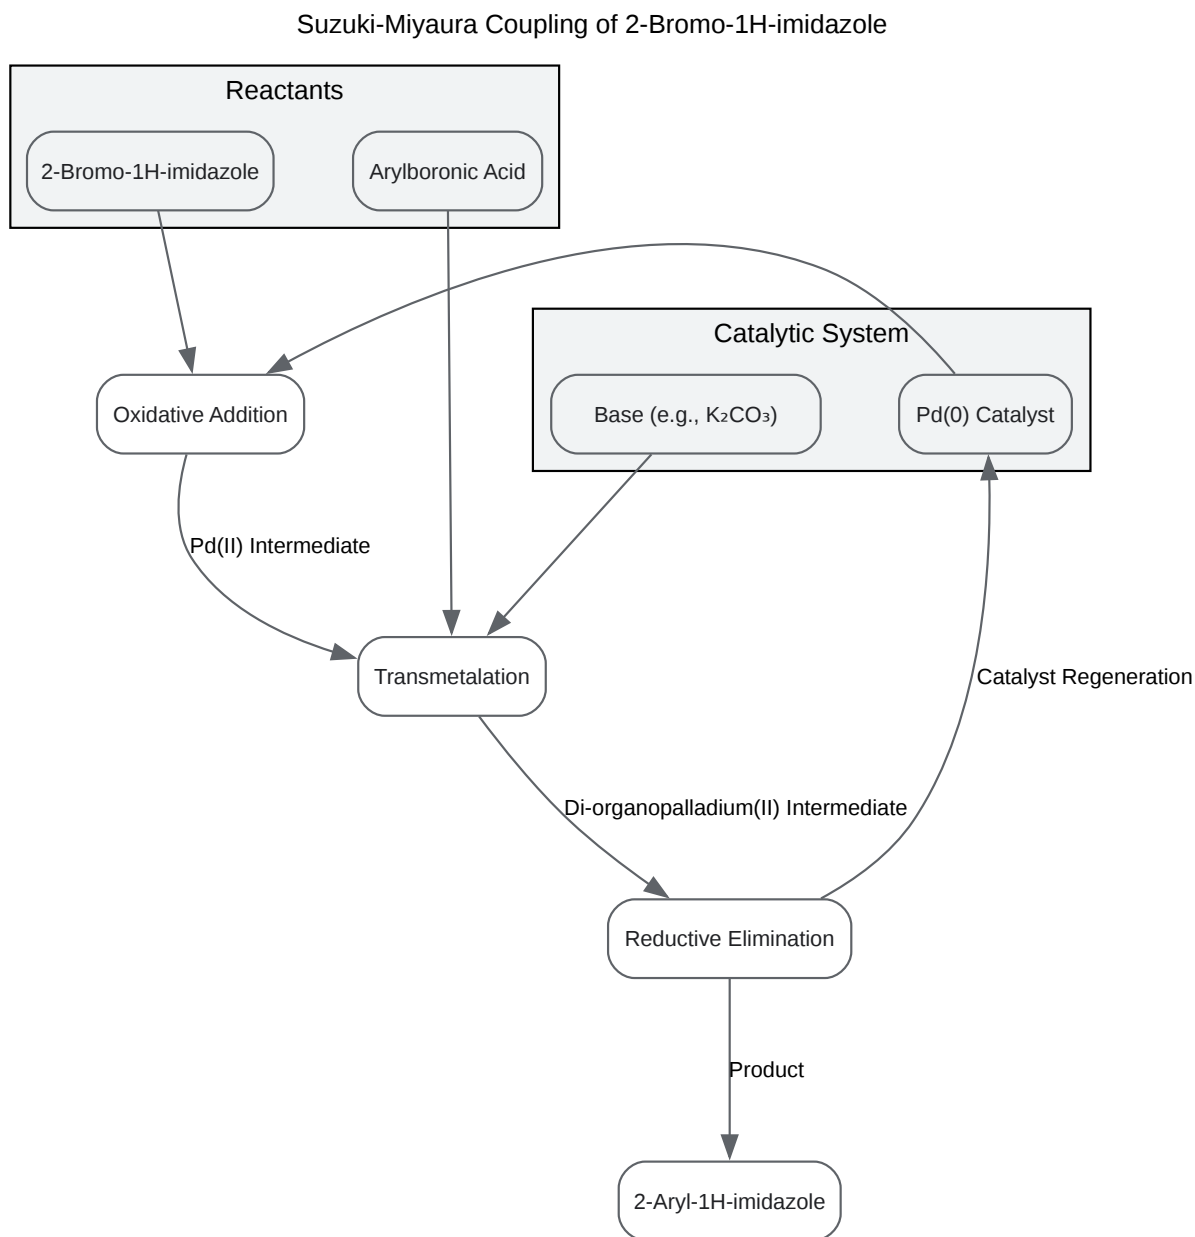 Suzuki-Miyaura Coupling of 2-Bromo-1H-imidazole
Reactants
2-Bromo-1H-imidazole
Arylboronic Acid
Catalytic System
Base (e.g., K₂CO₃)
Pd(0) Catalyst
Oxidative Addition
Pd(II) Intermediate
Transmetalation
Catalyst Regeneration
Di-organopalladium(II) Intermediate
Reductive Elimination
Product
2-Aryl-1H-imidazole